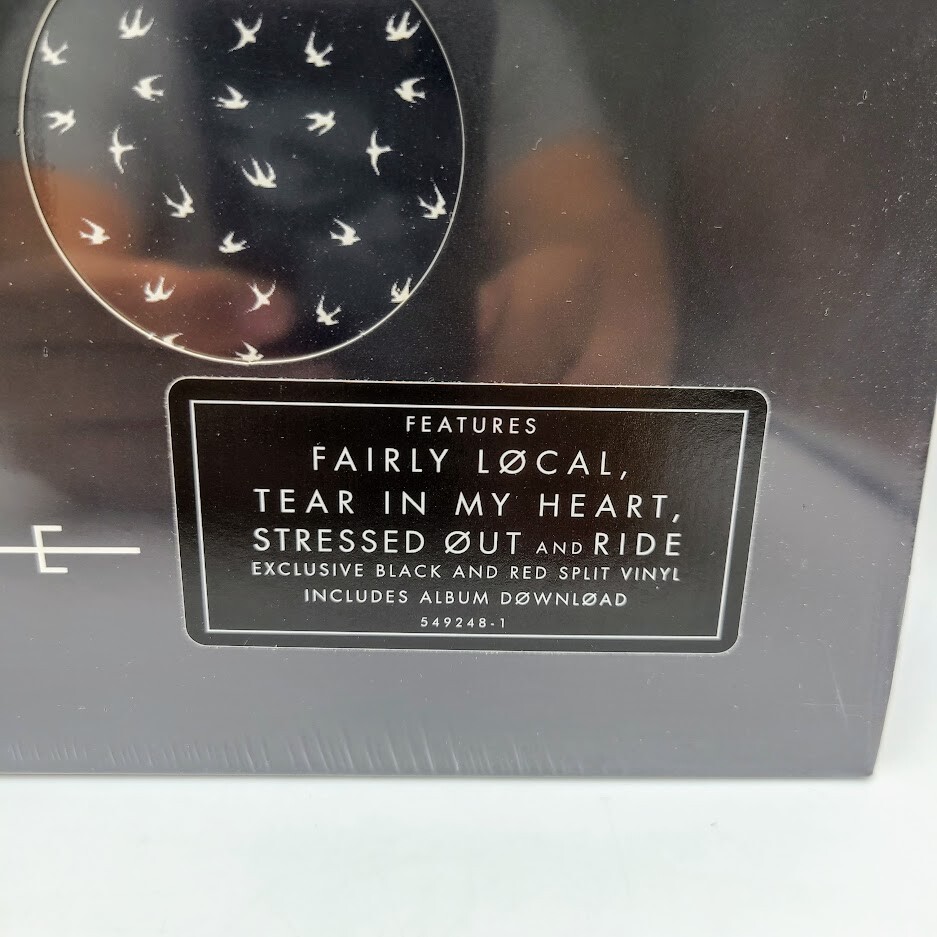 FEATURES
FAIRLY LØCAL,
TEAR IN MY HEART,
STRESSED ØUT AND RIDE
E
EXCLUSIVE BLACK AND RED SPLIT VINYL
INCLUDES ALBUM DØWNLØAD
549248-1